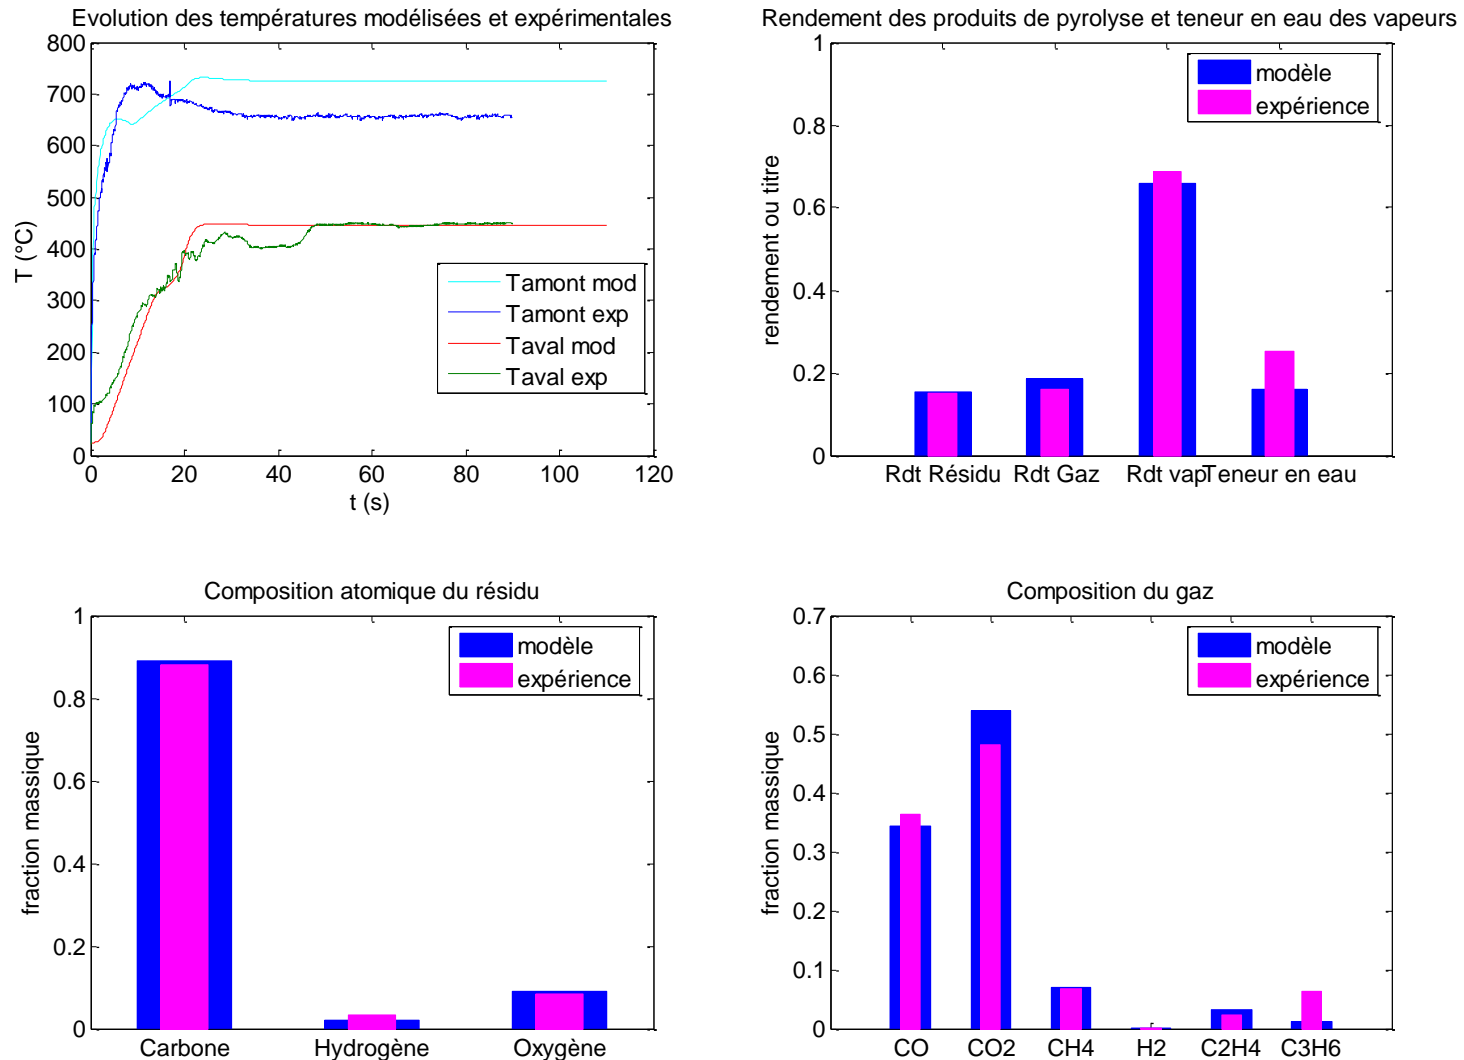 Evolution des températures modélisées et expérimentales
800
700
600
500
400
300
200
100
0
T (°C)
0 20 40 60 80 100 120
t (s)
Tamont mod
Tamont exp
Taval mod
Taval exp
Rendement des produits de pyrolyse et teneur en eau des vapeurs
1
0.8
0.6
0.4
0.2
0
rendement ou titre
modèle
expérience
Rdt Résidu Rdt Gaz Rdt vap Teneur en eau
Composition atomique du résidu
1
0.8
0.6
0.4
0.2
0
fraction massique
modèle
expérience
Carbone Hydrogène Oxygène
Composition du gaz
0.7
0.6
0.5
0.4
0.3
0.2
0.1
0
fraction massique
modèle
expérience
CO CO2 CH4 H2 C2H4 C3H6